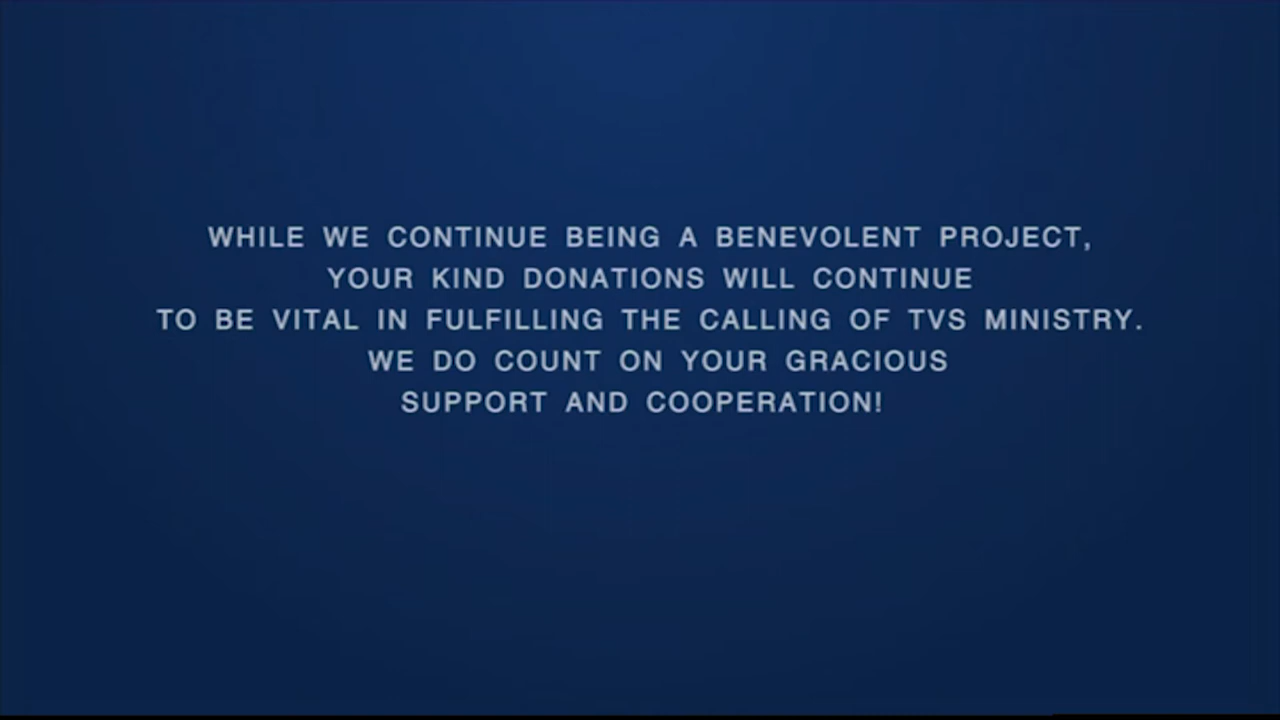 WHILE WE CONTINUE BEING A BENEVOLENT PROJECT,
YOUR KIND DONATIONS WILL CONTINUE
TO BE VITAL IN FULFILLING THE CALLING OF TVS MINISTRY.
WE DO COUNT ON YOUR GRACIOUS
SUPPORT AND COOPERATION!